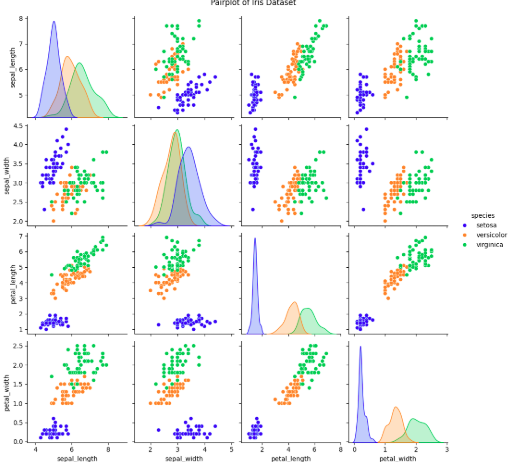 Pairplot of Iris Dataset
8
7
6
5
sepal_length
4.5
4.0
3.5
3.0
2.5
2.0
sepal_width
7
6
5
4
3
2
1
petal_length
2.5
2.0
1.5
1.0
0.5
0.0
petal_width
4 6 8
sepal_length
2 3 4 5
sepal_width
2 4 6 8
petal_length
0 1 2 3
petal_width
species
setosa
versicolor
virginica